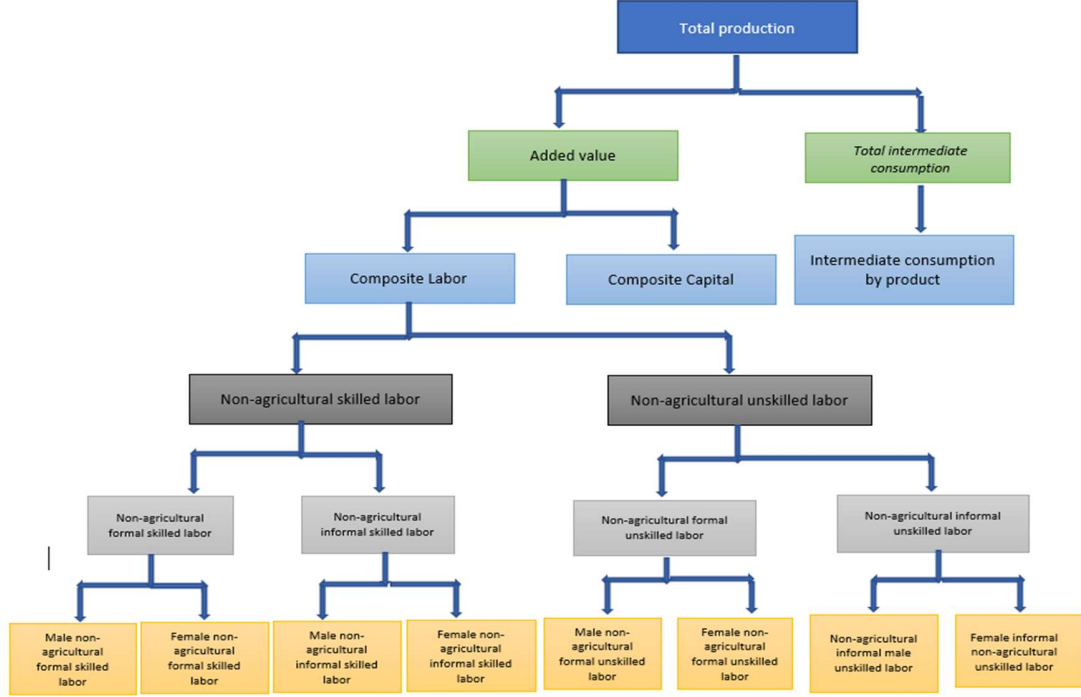 Total production
Added value
Total intermediate
consumption
Composite Labor
Composite Capital
Intermediate consumption
by product
Non-agricultural skilled labor
Non-agricultural unskilled labor
Non-agricultural
formal skilled labor
Non-agricultural
informal skilled labor
Non-agricultural formal
unskilled labor
Non-agricultural informal
unskilled labor
Male non-
agricultural
formal skilled
labor
Female non-
agricultural
formal skilled
labor
Male non-
agricultural
informal skilled
labor
Female non-
agricultural
informal skilled
labor
Male non-
agricultural
formal unskilled
labor
Female non-
agricultural
formal unskilled
labor
Non-agricultural
informal male
unskilled labor
Female informal
non-agricultural
unskilled labor